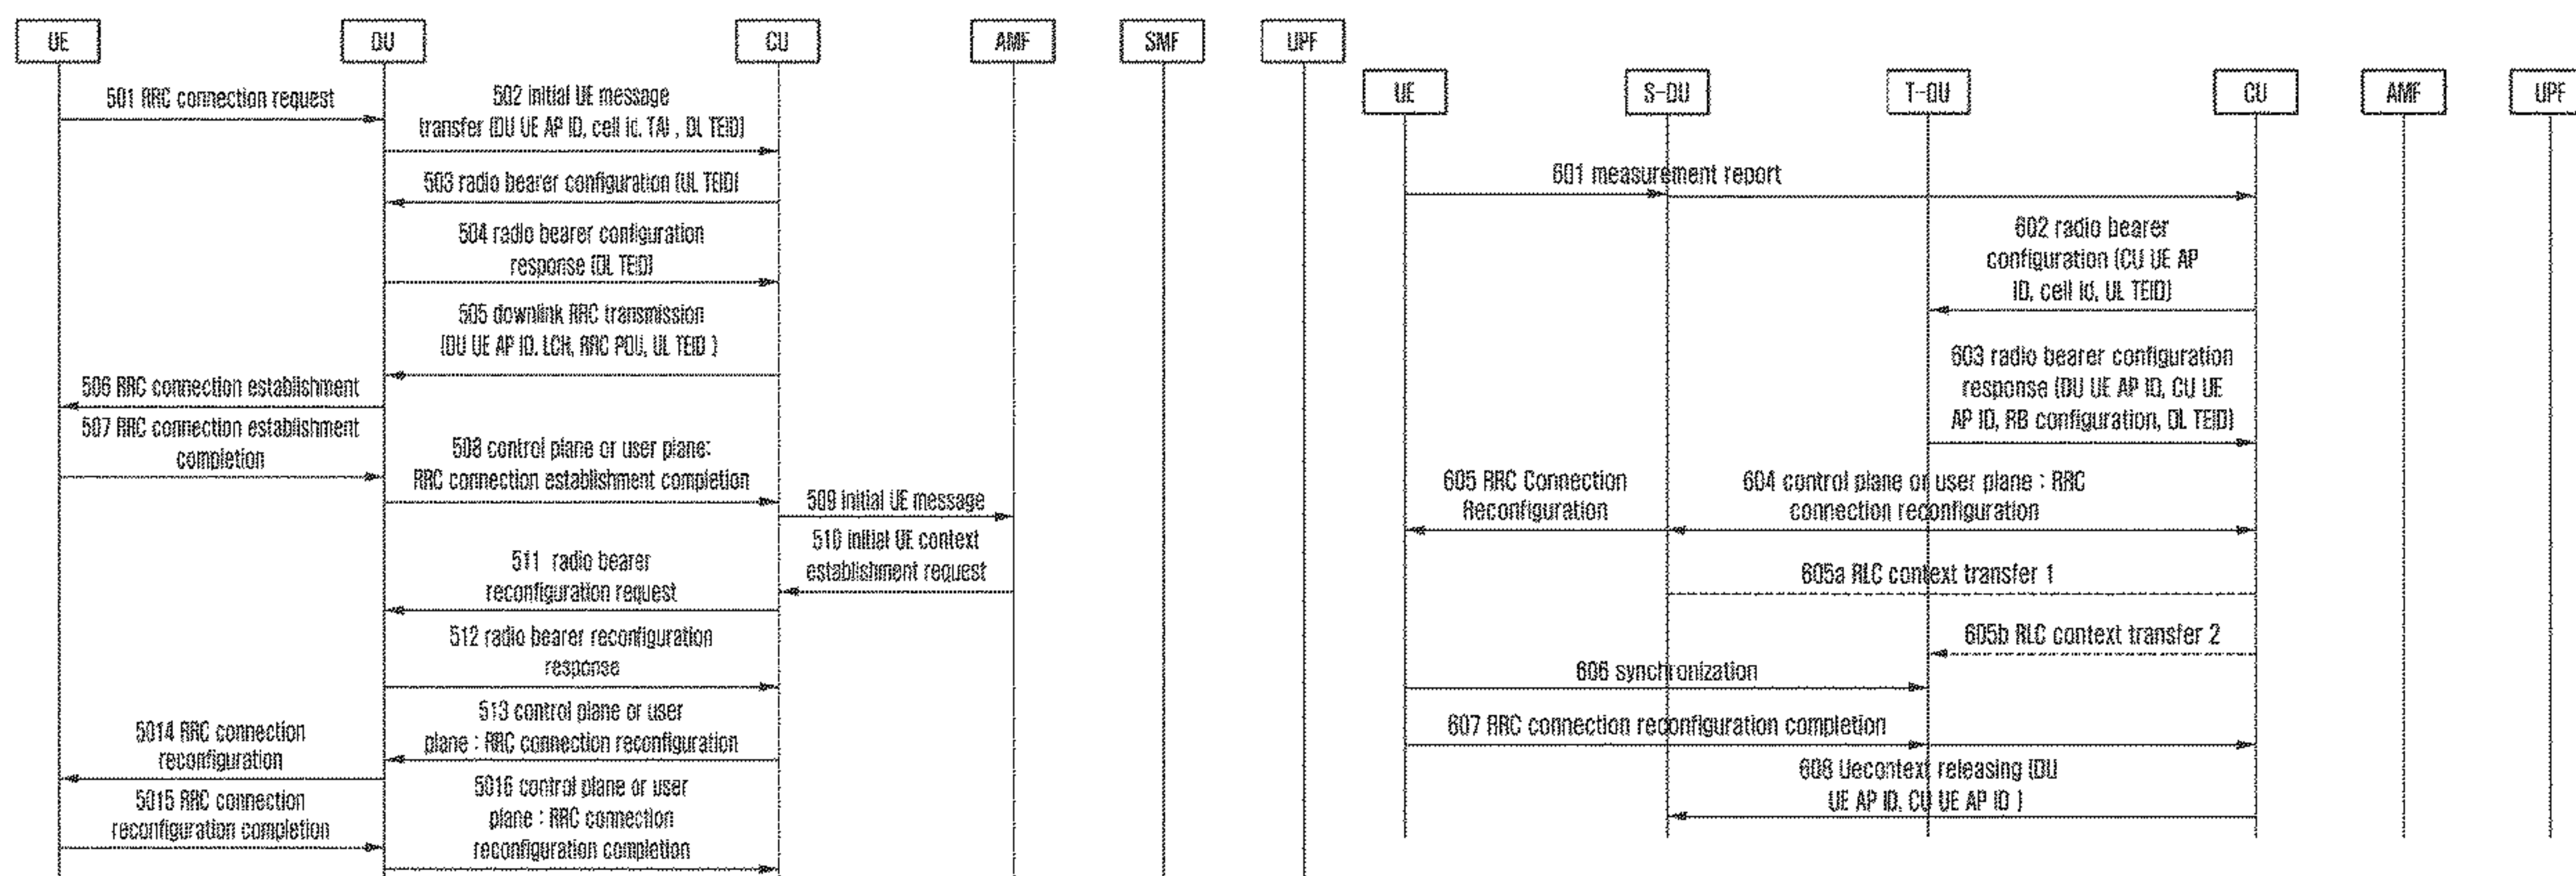 UE
DU
CU
AMF
SMF
UPF
501 RRC connection request
502 initial UE message
transfer (DU UE AP ID, cell id, TAI , DL TEID)
503 radio bearer configuration (UL TEID)
504 radio bearer configuration
response (DL TEID)
505 downlink RRC transmission
(DU UE AP ID, LCH, RRC PDU, UL TEID )
506 RRC connection establishment
507 RRC connection establishment
completion
508 control plane or user plane:
RRC connection establishment completion
509 initial UE message
510 initial UE context
establishment request
511 radio bearer
reconfiguration request
512 radio bearer reconfiguration
response
513 control plane or user
plane : RRC connection reconfiguration
5014 RRC connection
reconfiguration
5015 RRC connection
reconfiguration completion
5016 control plane or user
plane : RRC connection
reconfiguration completion
UE
S-DU
T-DU
CU
AMF
UPF
601 measurement report
602 radio bearer
configuration (CU UE AP
ID, cell id, UL TEID)
603 radio bearer configuration
response (DU UE AP ID, CU UE
AP ID, RB configuration, DL TEID)
605 RRC Connection
Reconfiguration
604 control plane or user plane : RRC
connection reconfiguration
605a RLC context transfer 1
605b RLC context transfer 2
606 synchronization
607 RRC connection reconfiguration completion
608 Uecontext releasing (DU
UE AP ID, CU UE AP ID )